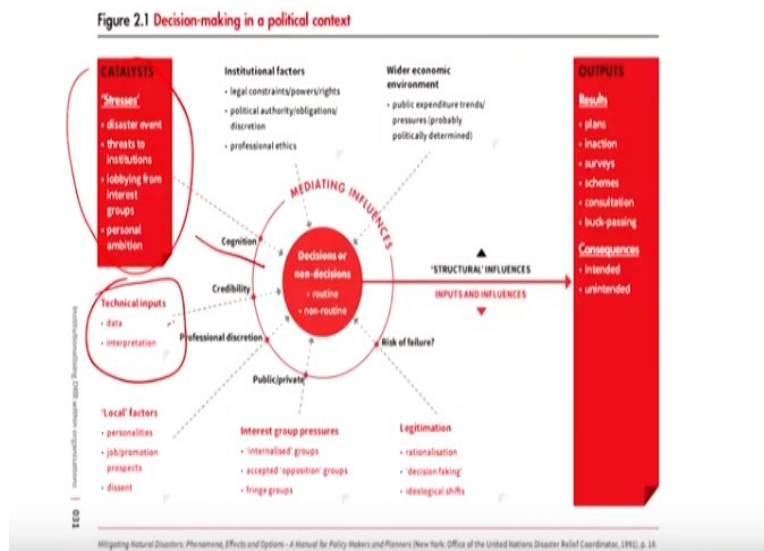 Figure 2.1 Decision-making in a political context
CATALYSTS
'Stresses'
• disaster event
• threats to
institutions
• lobbying from
interest
groups
• personal
ambition
Institutional factors
• legal constraints/powers/rights
• political authority/obligations/
discretion
• professional ethics
Wider economic
environment
• public expenditure trends/
pressures (probably
politically determined)
OUTPUTS
Results
• plans
• inaction
• surveys
• schemes
• consultation
• buck-passing
Consequences
• intended
• unintended
MEDIATING INFLUENCES
Cognition
Credibility
Professional discretion
Public/private
Risk of failure?
Decisions or
non-decisions
• routine
• non-routine
'STRUCTURAL' INFLUENCES
INPUTS AND INFLUENCES
Technical inputs
• data
• interpretation
'Local' factors
• personalities
• job/promotion
prospects
• dissent
Interest group pressures
• 'internalised' groups
• accepted 'opposition' groups
• fringe groups
Legitimation
• rationalisation
• 'decision faking'
• ideological shifts
Institutionalising DRR within organisations | 031
Mitigating Natural Disasters: Phenomena, Effects and Options - A Manual for Policy Makers and Planners (New York: Office of the United Nations Disaster Relief Coordinator, 1991), p. 16.